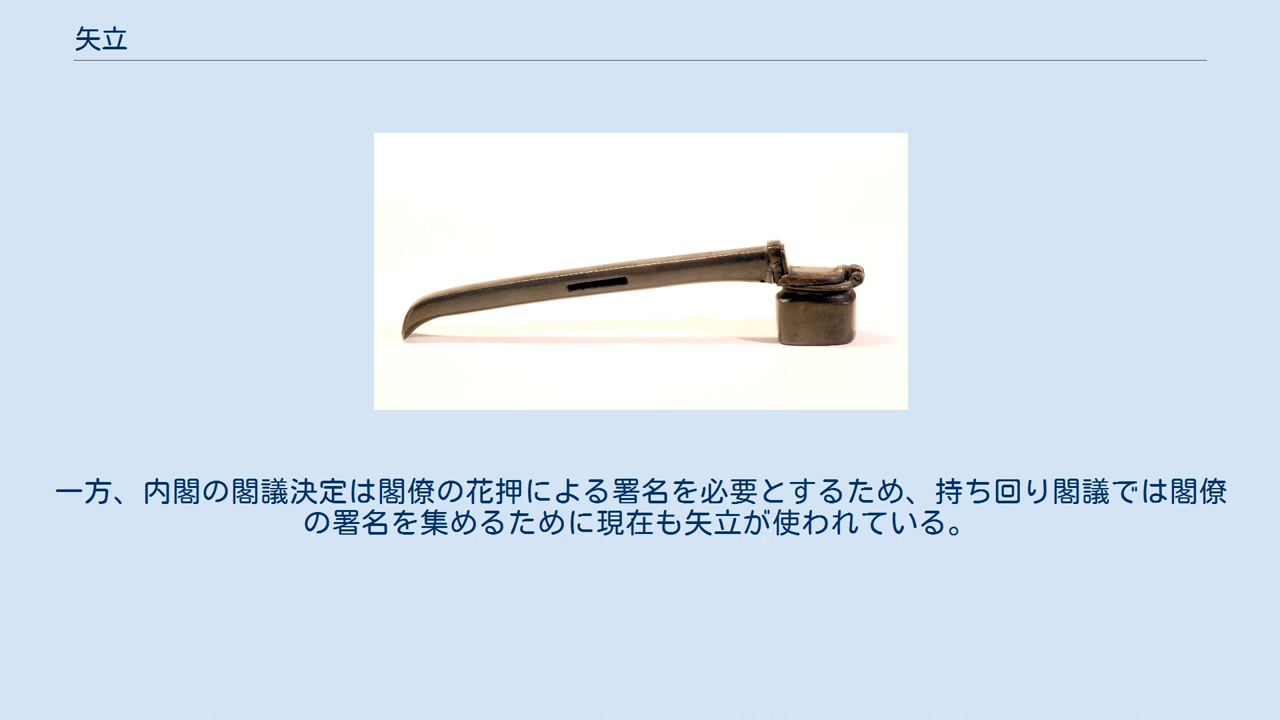 矢立
一方、内閣の閣議決定は閣僚の花押による署名を必要とするため、持ち回り閣議では閣僚
の署名を集めるために現在も矢立が使われている。